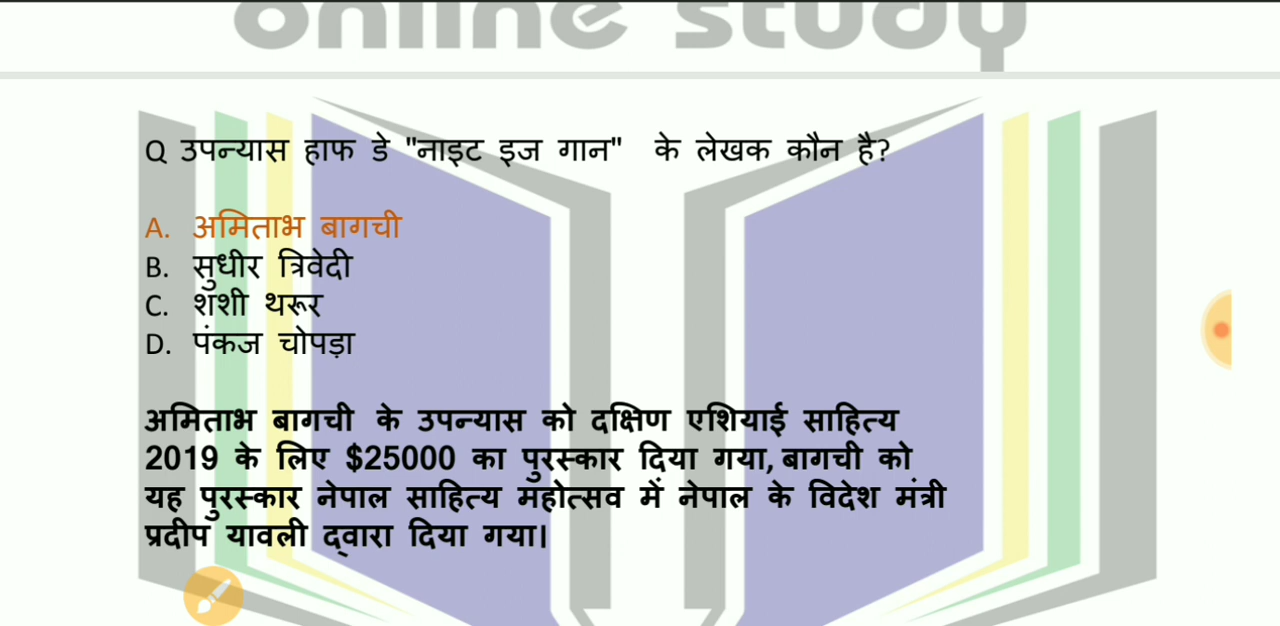 online study
Q उपन्यास हाफ डे "नाइट इज गान" के लेखक कौन है?
A. अमिताभ बागची
B. सुधीर त्रिवेदी
C. शशी थरूर
D. पंकज चोपड़ा
अमिताभ बागची के उपन्यास को दक्षिण एशियाई साहित्य
2019 के लिए $25000 का पुरस्कार दिया गया, बागची को
यह पुरस्कार नेपाल साहित्य महोत्सव में नेपाल के विदेश मंत्री
प्रदीप यावली द्वारा दिया गया।